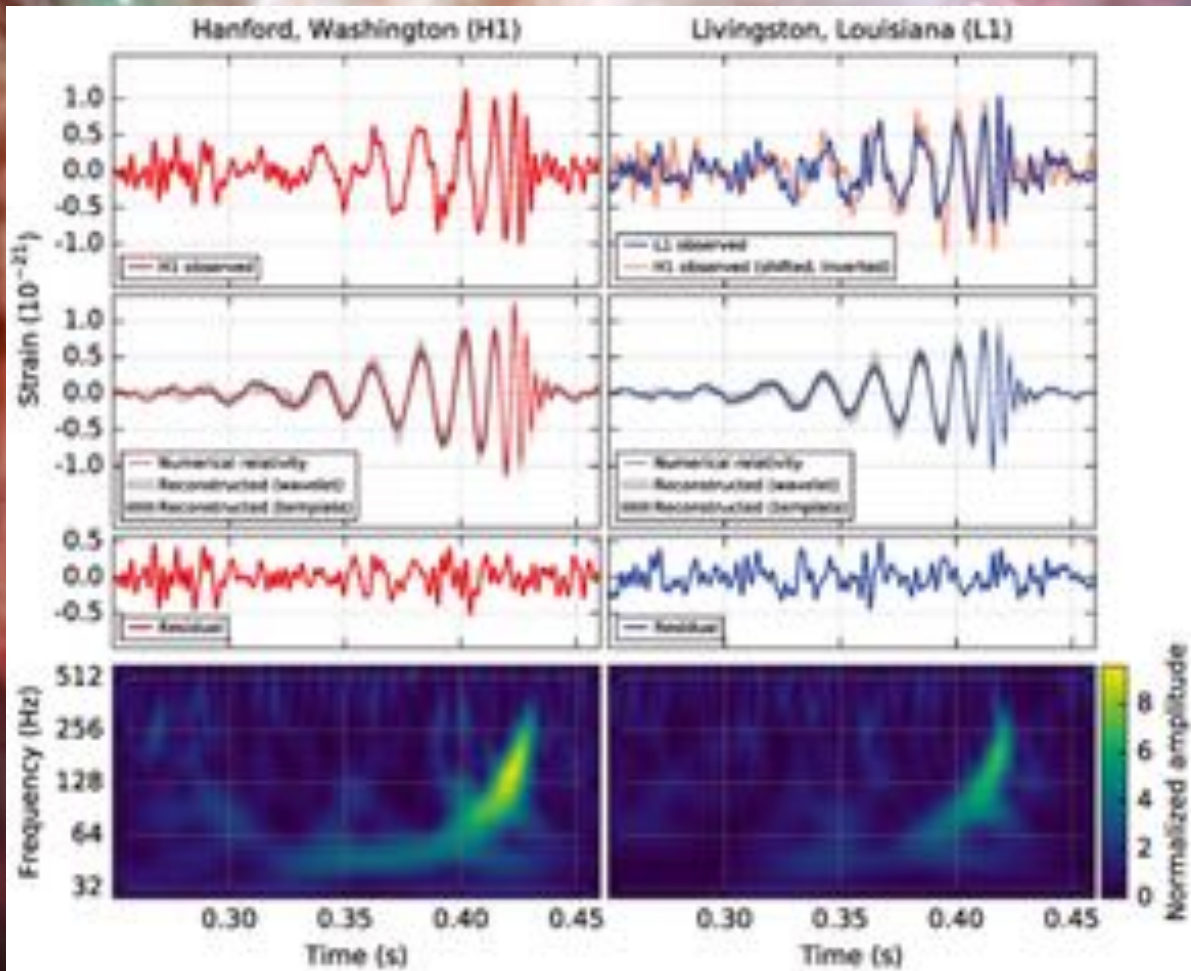 Hanford, Washington (H1)
Livingston, Louisiana (L1)
Strain (10⁻²¹)
1.0
0.5
0.0
-0.5
-1.0
H1 observed
L1 observed
H1 observed (shifted, inverted)
1.0
0.5
0.0
-0.5
-1.0
Numerical relativity
Reconstructed (wavelet)
Reconstructed (template)
Numerical relativity
Reconstructed (wavelet)
Reconstructed (template)
0.5
0.0
-0.5
Residual
Residual
Frequency (Hz)
512
256
128
64
32
0.30 0.35 0.40 0.45
Time (s)
0.30 0.35 0.40 0.45
Time (s)
8
6
4
2
0
Normalized amplitude